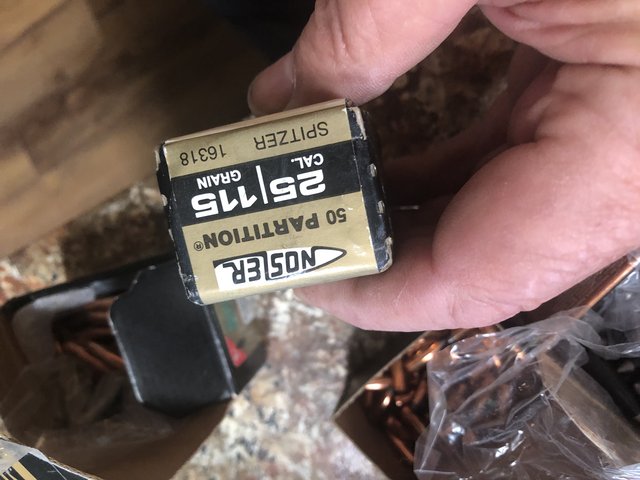 NOSLER
50 PARTITION®
25 115
CAL. GRAIN
SPITZER 16318